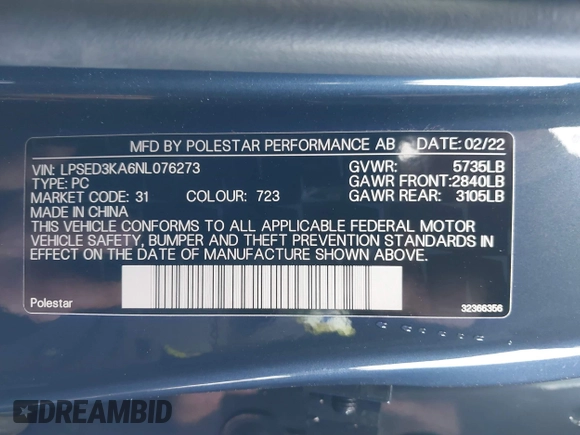 MFD BY POLESTAR PERFORMANCE AB DATE: 02/22
VIN: LPSED3KA6NL076273 GVWR: 5735LB
TYPE: PC GAWR FRONT:2840LB
MARKET CODE: 31 COLOUR: 723 GAWR REAR: 3105LB
MADE IN CHINA
THIS VEHICLE CONFORMS TO ALL APPLICABLE FEDERAL MOTOR
VEHICLE SAFETY, BUMPER AND THEFT PREVENTION STANDARDS IN
EFFECT ON THE DATE OF MANUFACTURE SHOWN ABOVE.
Polestar 32366356
DREAMBID